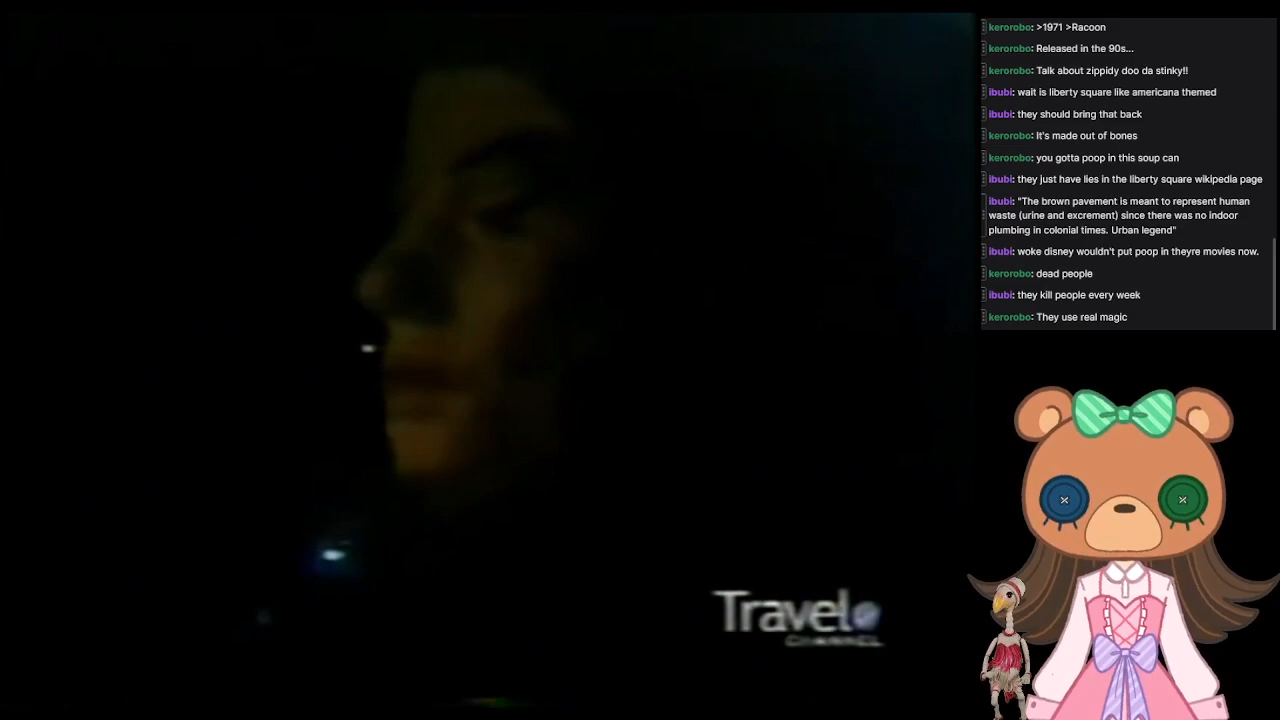 kerorobo: >1971 >Racoon
kerorobo: Released in the 90s...
kerorobo: Talk about zippidy doo da stinky!!
ibubi: wait is liberty square like americana themed
ibubi: they should bring that back
kerorobo: It's made out of bones
kerorobo: you gotta poop in this soup can
ibubi: they just have lies in the liberty square wikipedia page
ibubi: "The brown pavement is meant to represent human
waste (urine and excrement) since there was no indoor
plumbing in colonial times. Urban legend"
ibubi: woke disney wouldn't put poop in theyre movies now.
kerorobo: dead people
ibubi: they kill people every week
kerorobo: They use real magic
Travel
CHANNEL